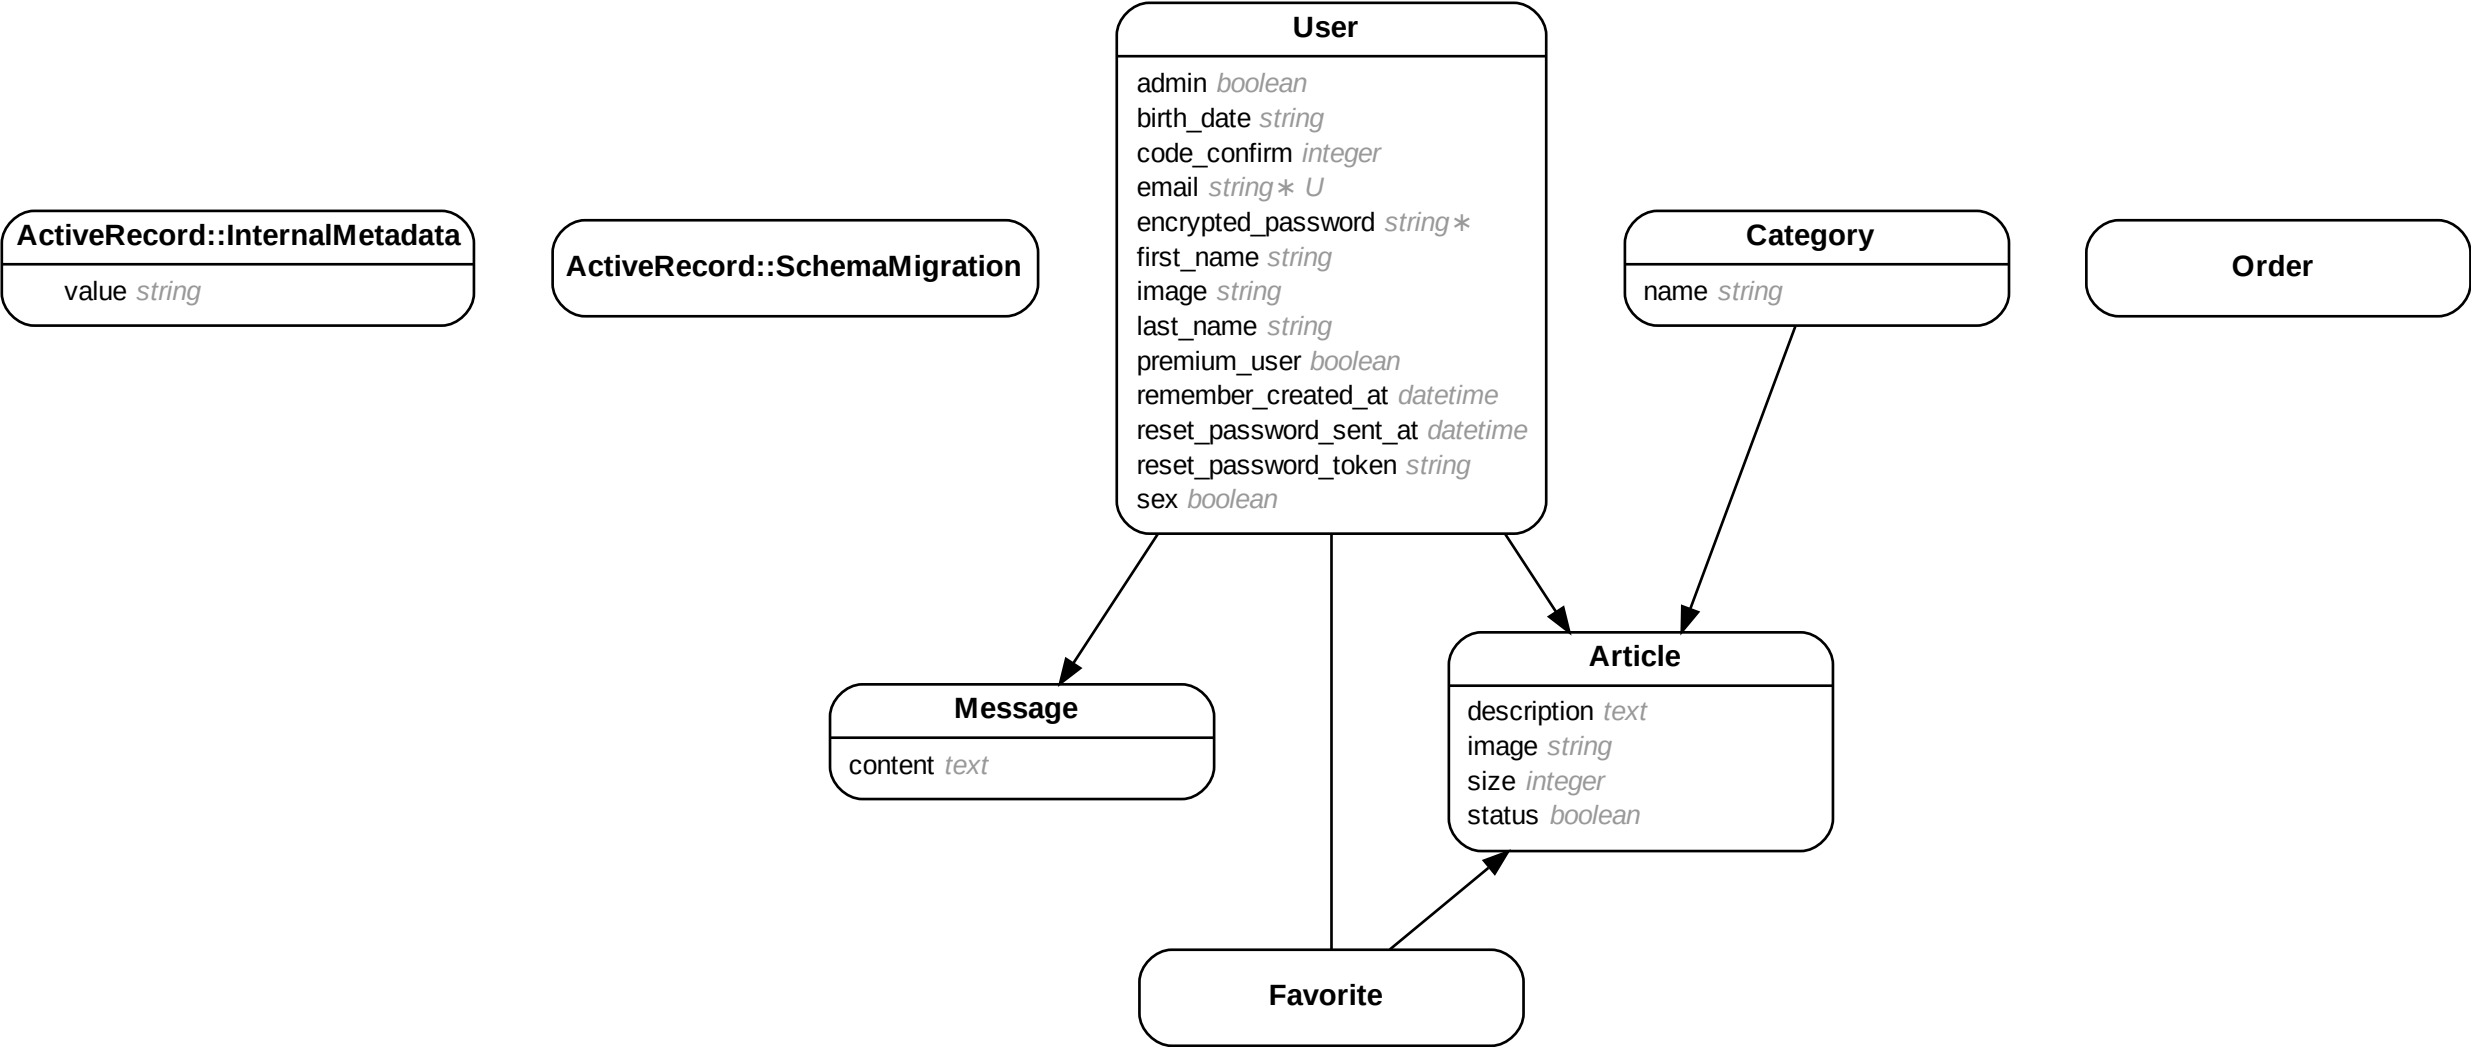 User
admin boolean
birth_date string
code_confirm integer
email string∗ U
encrypted_password string∗
first_name string
image string
last_name string
premium_user boolean
remember_created_at datetime
reset_password_sent_at datetime
reset_password_token string
sex boolean
ActiveRecord::InternalMetadata
value string
ActiveRecord::SchemaMigration
Category
name string
Order
Message
content text
Article
description text
image string
size integer
status boolean
Favorite